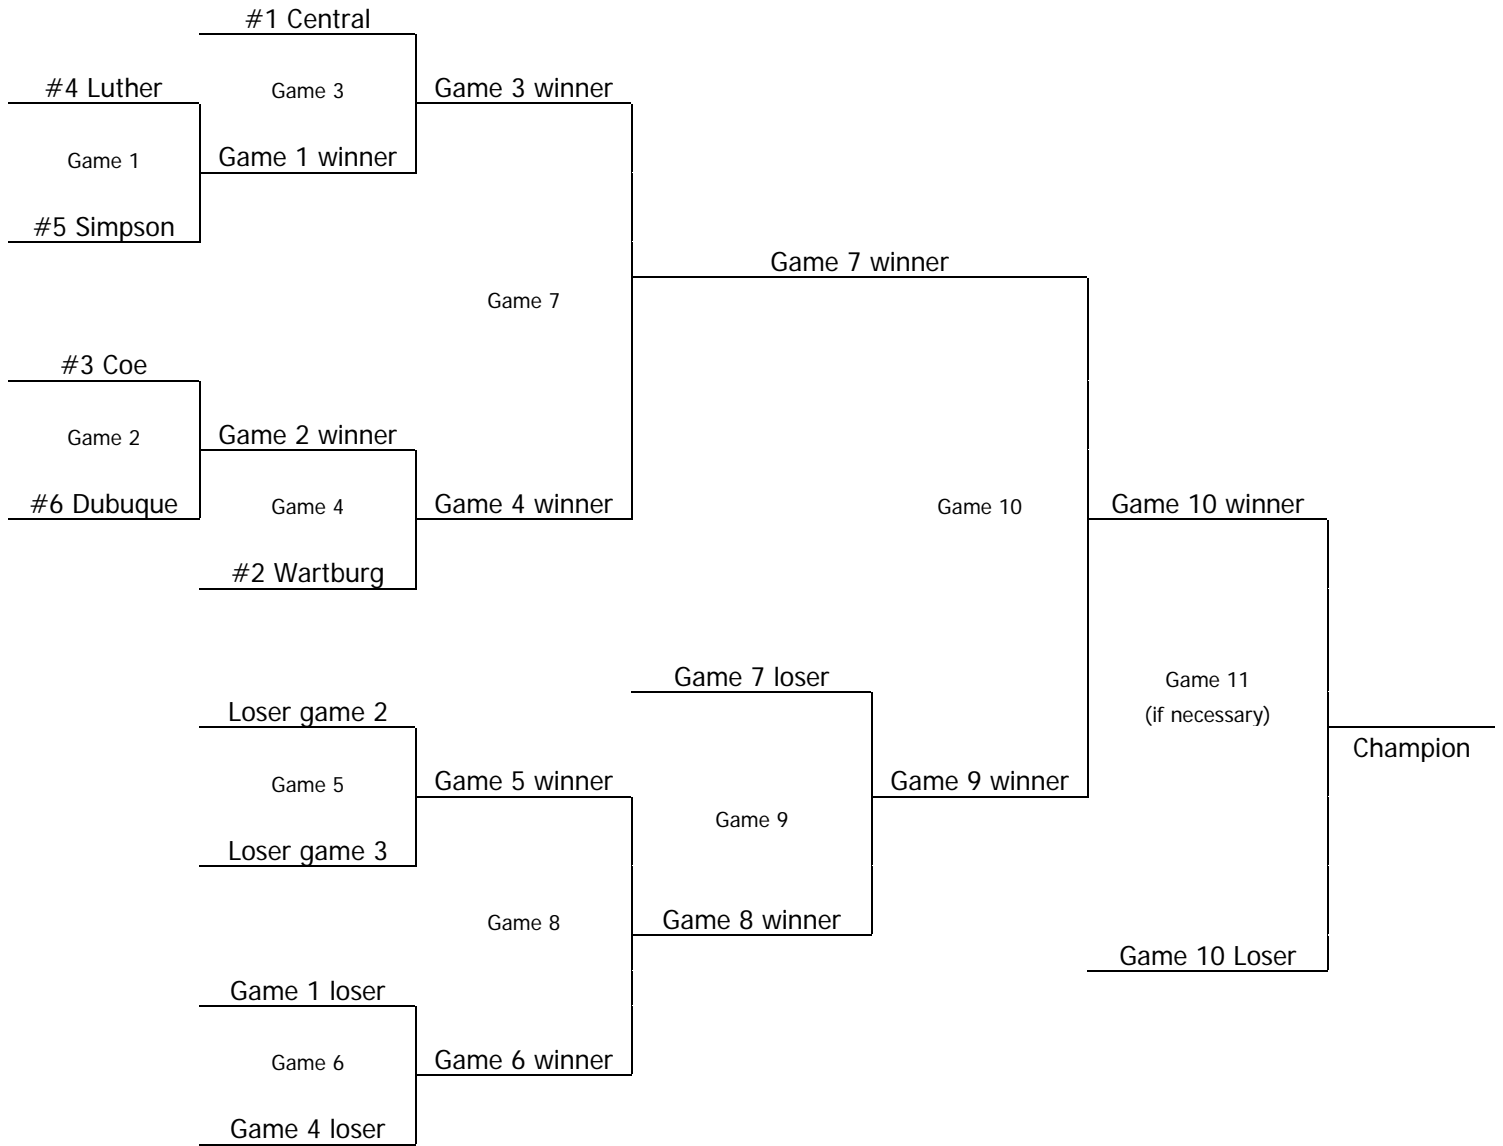 #1 Central
#4 Luther
Game 3
Game 3 winner
Game 1
Game 1 winner
#5 Simpson
Game 7 winner
Game 7
#3 Coe
Game 2
Game 2 winner
#6 Dubuque
Game 4
Game 4 winner
Game 10
Game 10 winner
#2 Wartburg
Game 7 loser
Game 11
(if necessary)
Loser game 2
Champion
Game 5
Game 5 winner
Game 9 winner
Game 9
Loser game 3
Game 8
Game 8 winner
Game 10 Loser
Game 1 loser
Game 6
Game 6 winner
Game 4 loser